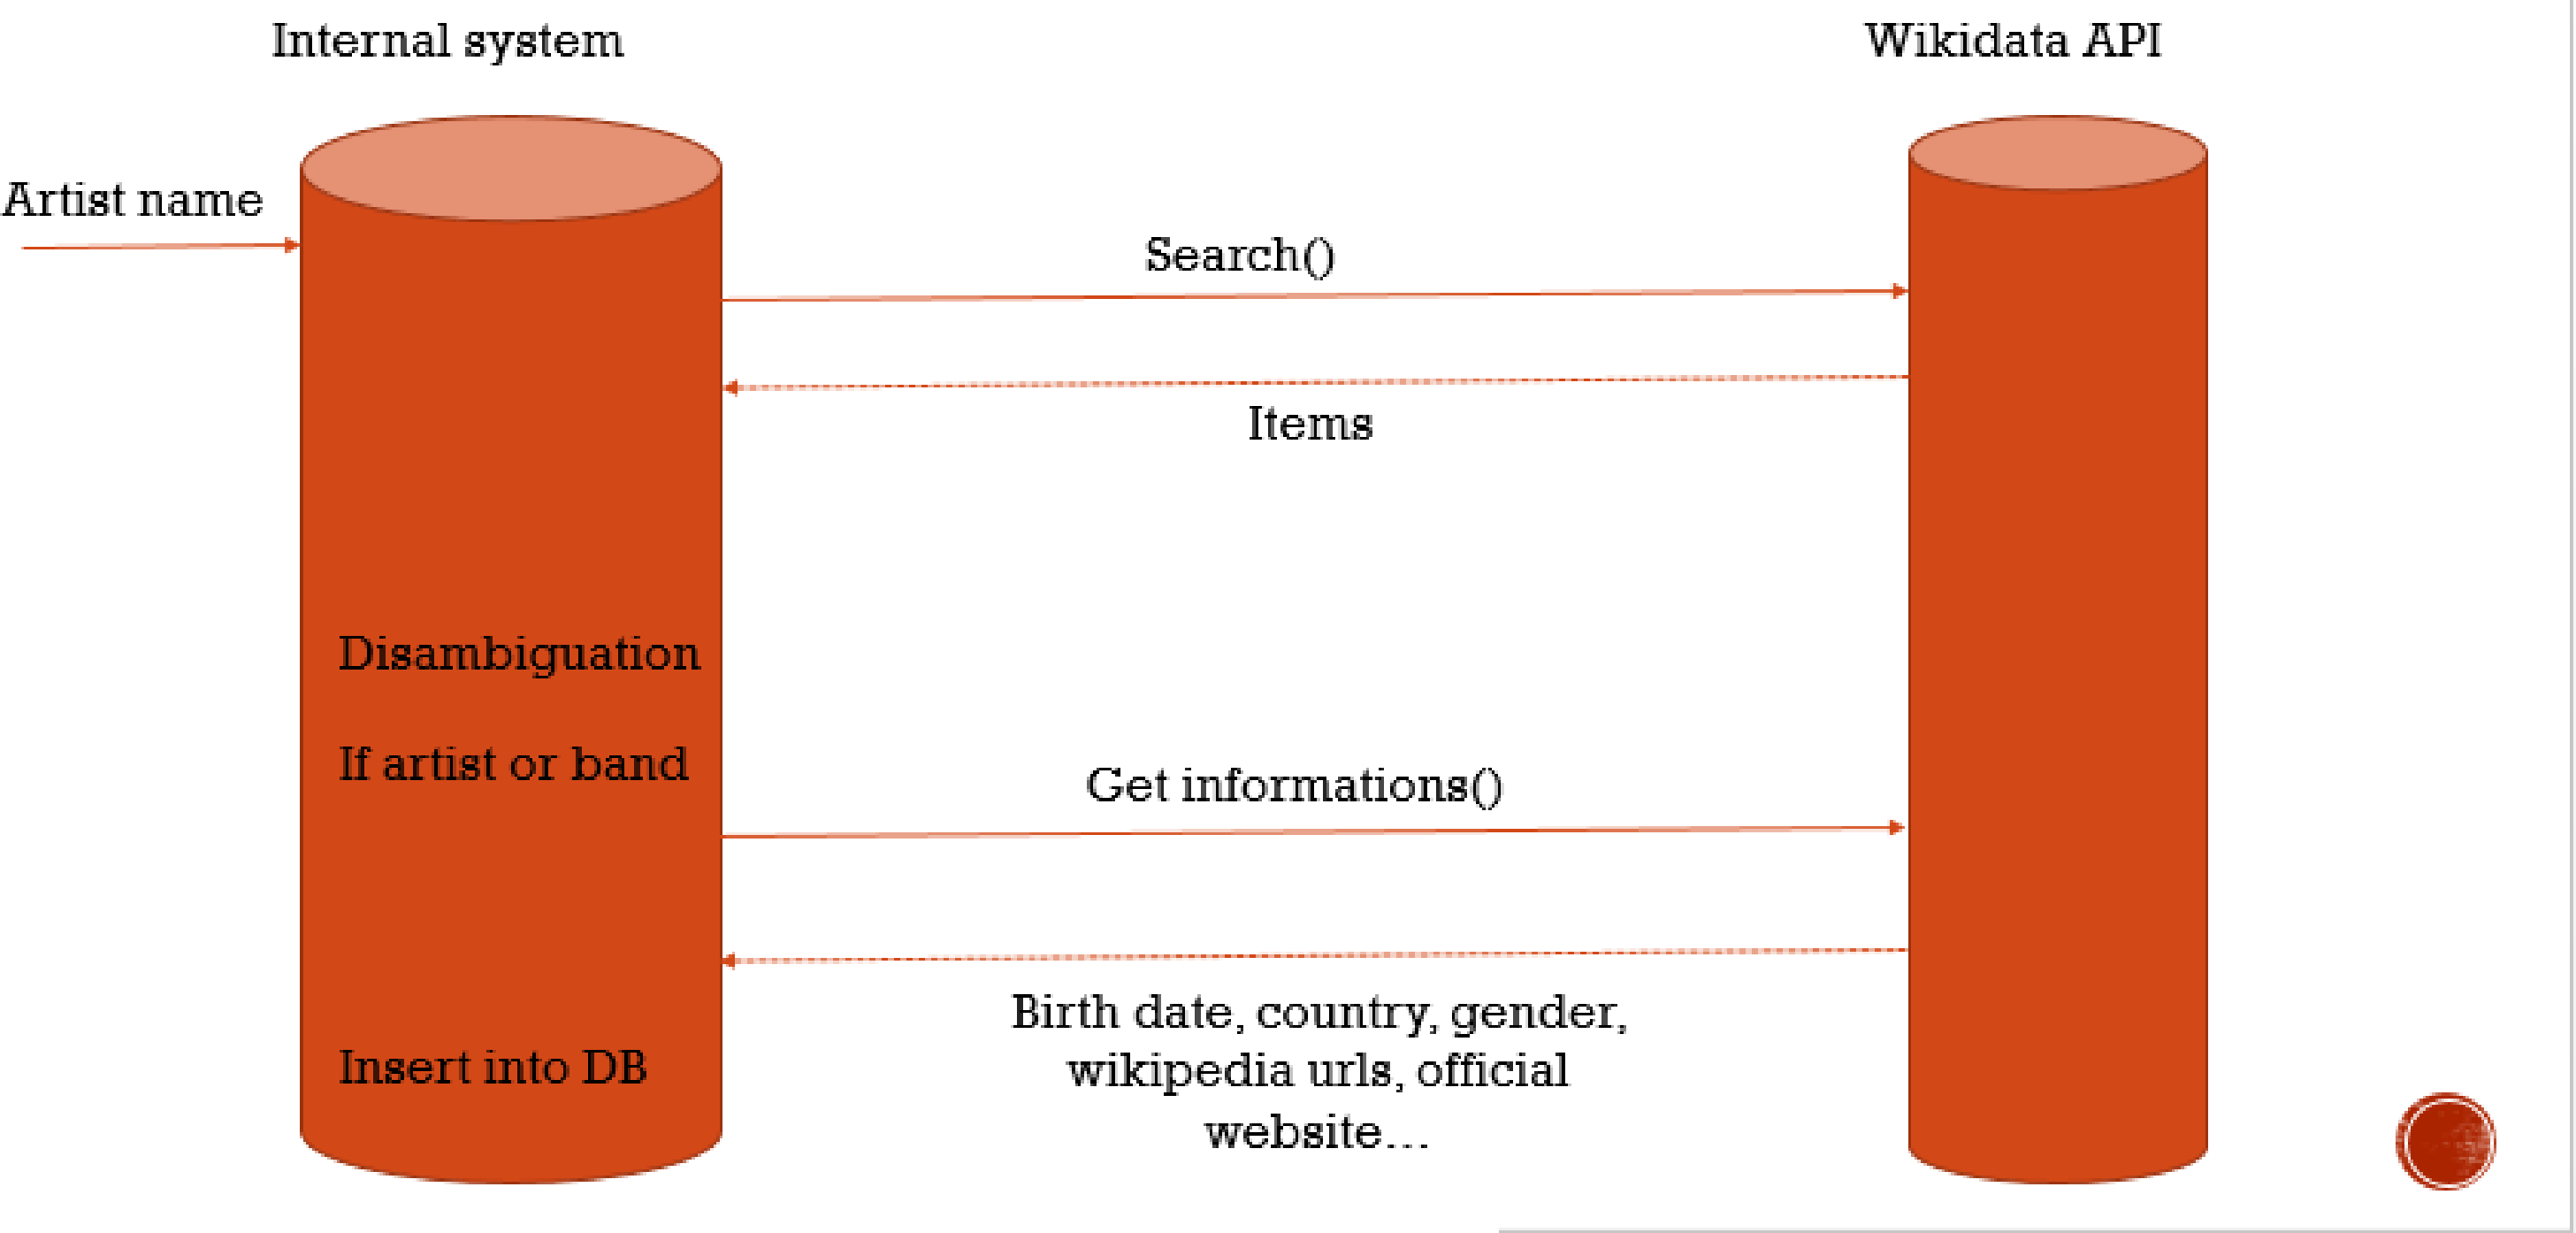 Internal system
Wikidata API
Artist name
Search()
Items
Disambiguation
If artist or band
Get informations()
Birth date, country, gender,
wikipedia urls, official
website...
Insert into DB